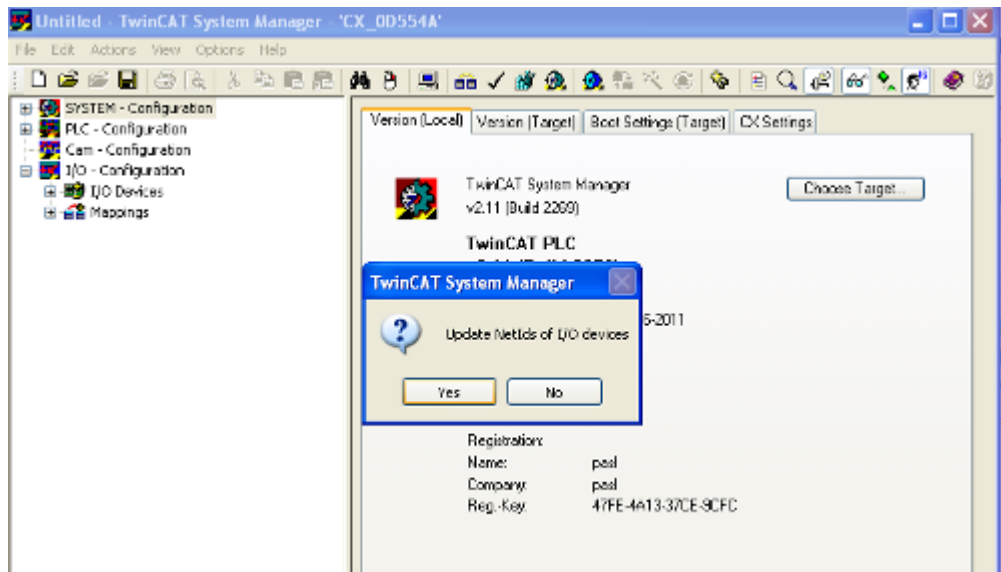 Untitled - TwinCAT System Manager - 'CX_0D554A'
File Edit Actions View Options Help
SYSTEM - Configuration
PLC - Configuration
Cam - Configuration
I/O - Configuration
I/O Devices
Mappings
Version (Local) Version (Target) Boot Settings (Target) CX Settings
TwinCAT System Manager
v2.11 (Build 2269)
Choose Target...
TwinCAT PLC
TwinCAT System Manager
Update NetIds of I/O devices
Yes No
-2011
Registration:
Name: pasl
Company: pasl
Reg.-Key: 47FE-4A13-37CE-9CFC